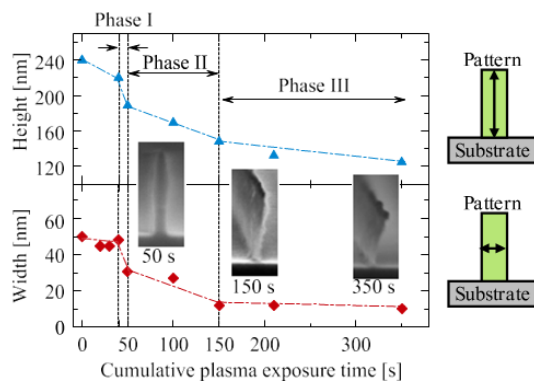 Phase I
Phase II
Phase III
Height [nm]
240
200
160
120
Width [nm]
60
40
20
0
50 s
150 s
350 s
0
50
100
150
200
300
Cumulative plasma exposure time [s]
Pattern
Substrate
Pattern
Substrate